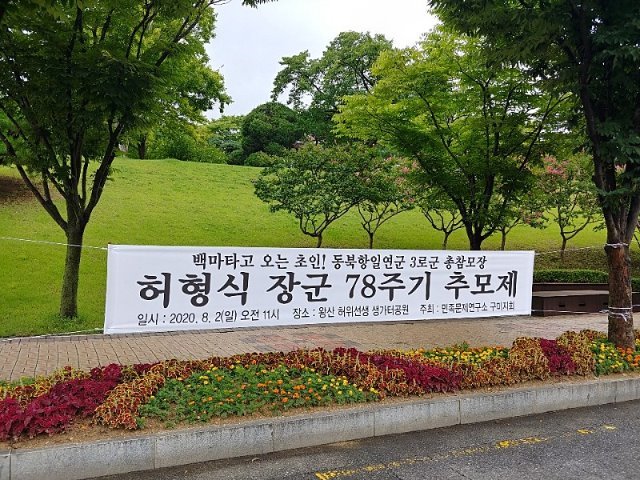 백마타고 오는 초인! 동북항일연군 3로군 총참모장
허형식 장군 78주기 추모제
일시 : 2020. 8. 2(일) 오전 11시 장소 : 왕산 허위선생 생가터공원 주최 : 민족문제연구소 구미지회